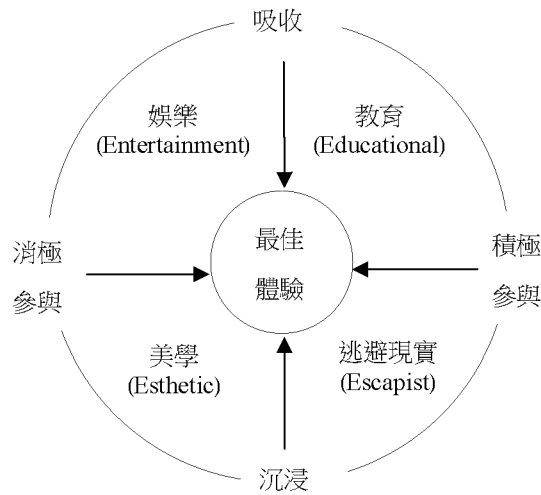 吸收
娛樂
(Entertainment)
教育
(Educational)
消極
參與
最佳
體驗
積極
參與
美學
(Esthetic)
逃避現實
(Escapist)
沉浸